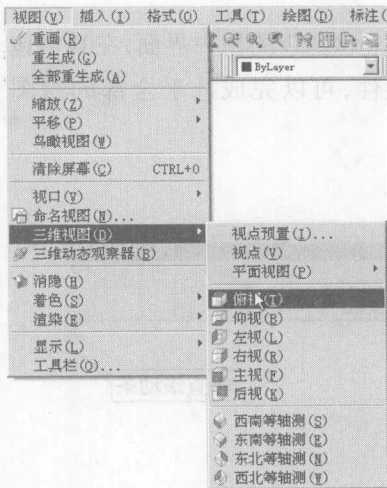 视图(V) 插入(I) 格式(O) 工具(T) 绘图(D) 标注(
重画(R)
ByLayer
重生成(G)
全部重生成(A)
缩放(Z)
平移(P)
鸟瞰视图(W)
清除屏幕(C) CTRL+0
视口(V)
命名视图(N)...
三维视图(D)
三维动态观察器(B)
消隐(H)
着色(S)
渲染(E)
显示(L)
工具栏(O)...
视点预置(I)...
视点(V)
平面视图(P)
俯视(T)
仰视(B)
左视(L)
右视(R)
主视(F)
后视(K)
西南等轴测(S)
东南等轴测(E)
东北等轴测(N)
西北等轴测(W)